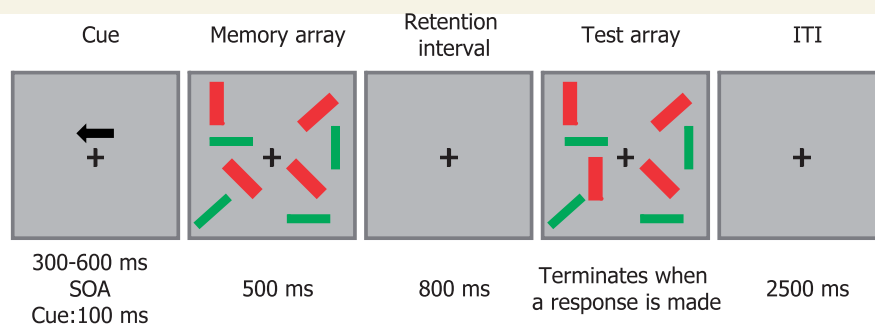 Cue
Memory array
Retention
interval
Test array
ITI
300-600 ms
SOA
Cue:100 ms
500 ms
800 ms
Terminates when
a response is made
2500 ms